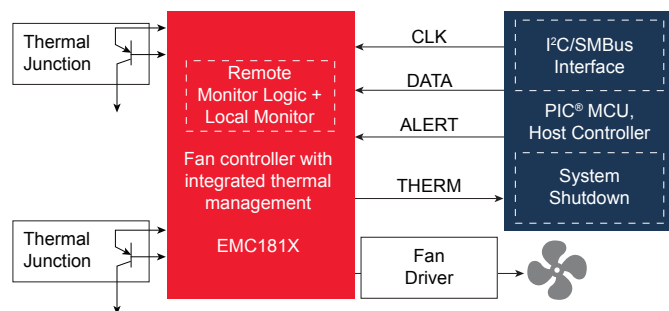 Thermal
Junction
Remote
Monitor Logic +
Local Monitor
Fan controller with
integrated thermal
management
EMC181X
CLK
DATA
ALERT
THERM
I²C/SMBus
Interface
PIC® MCU,
Host Controller
System
Shutdown
Thermal
Junction
Fan
Driver